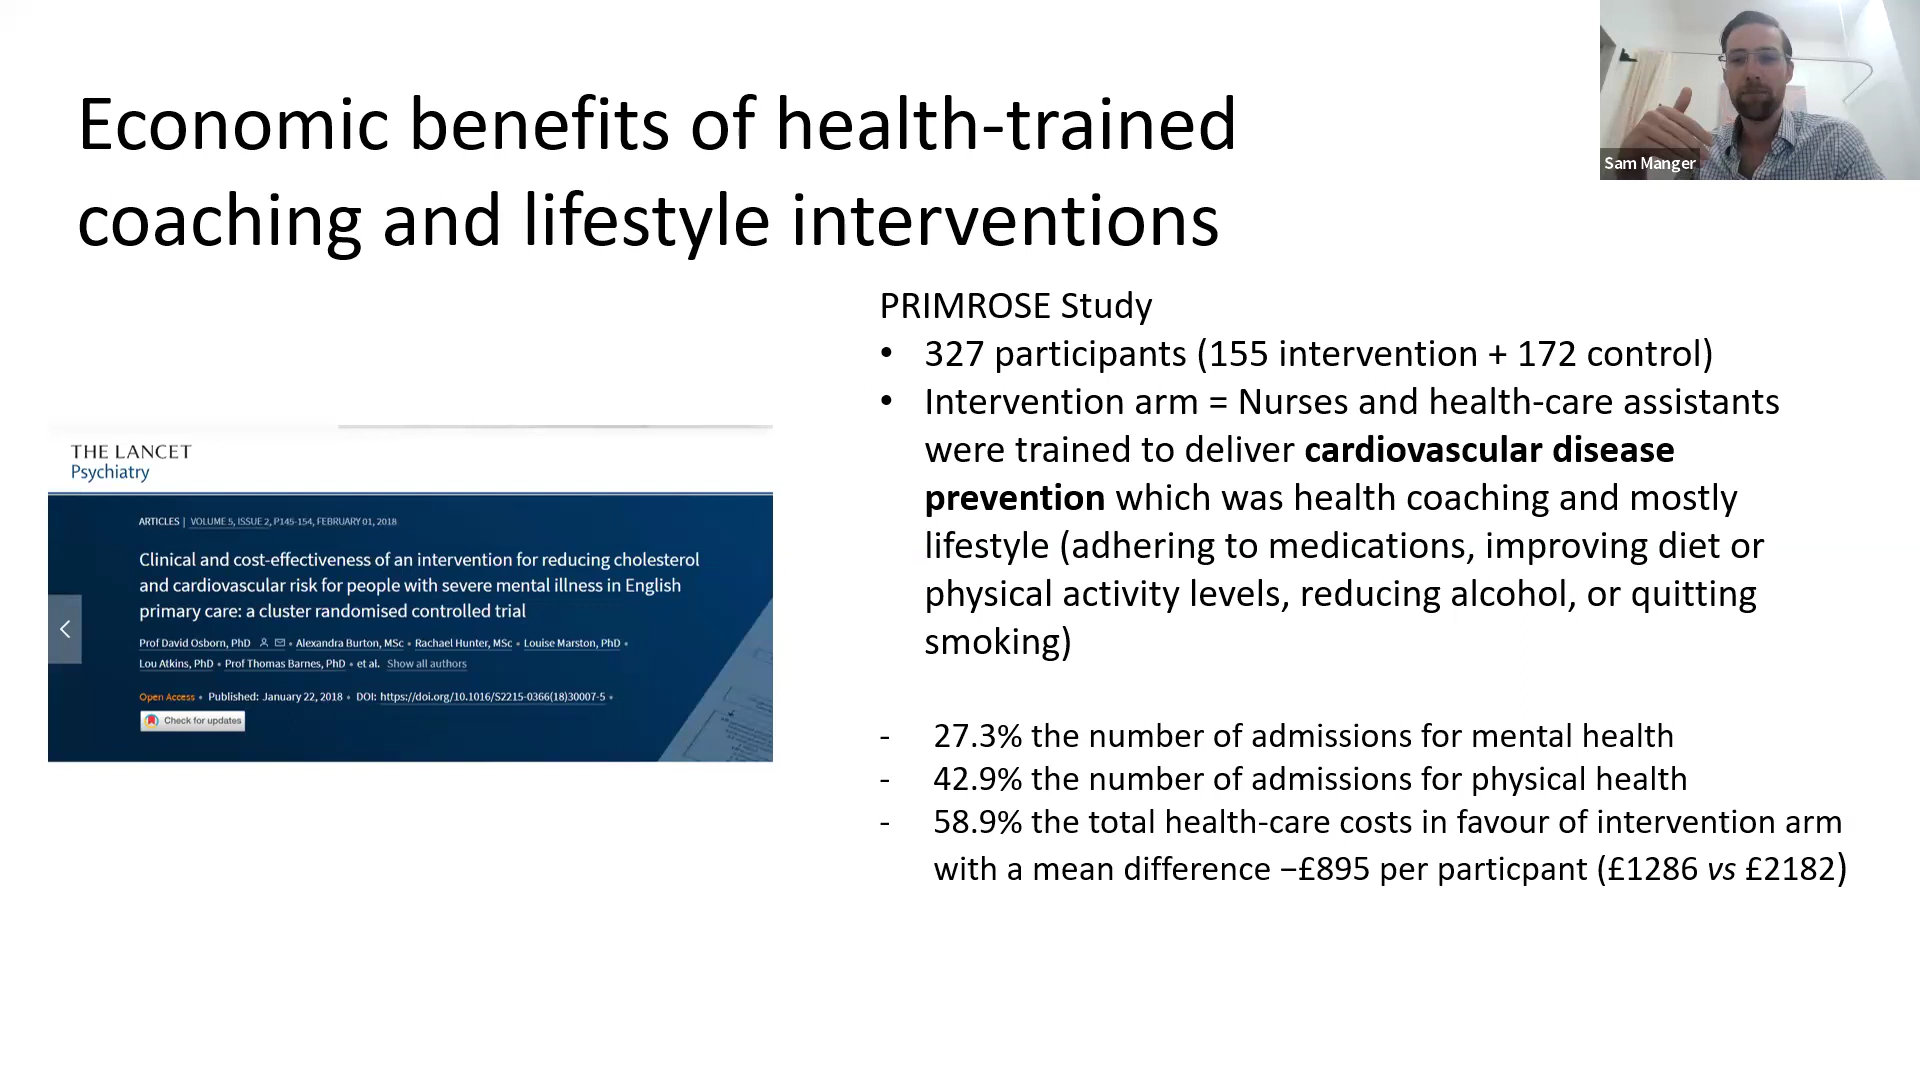 Economic benefits of health-trained
coaching and lifestyle interventions
Sam Manger
PRIMROSE Study
• 327 participants (155 intervention + 172 control)
• Intervention arm = Nurses and health-care assistants
were trained to deliver cardiovascular disease
prevention which was health coaching and mostly
lifestyle (adhering to medications, improving diet or
physical activity levels, reducing alcohol, or quitting
smoking)
- 27.3% the number of admissions for mental health
- 42.9% the number of admissions for physical health
- 58.9% the total health-care costs in favour of intervention arm
with a mean difference −£895 per particpant (£1286 vs £2182)
THE LANCET
Psychiatry
ARTICLES | VOLUME 5, ISSUE 2, P145-154, FEBRUARY 01, 2018
Clinical and cost-effectiveness of an intervention for reducing cholesterol
and cardiovascular risk for people with severe mental illness in English
primary care: a cluster randomised controlled trial
Prof David Osborn, PhD • Alexandra Burton, MSc • Rachael Hunter, MSc • Louise Marston, PhD •
Lou Atkins, PhD • Prof Thomas Barnes, PhD • et al. Show all authors
Open Access • Published: January 22, 2018 • DOI: https://doi.org/10.1016/S2215-0366(18)30007-5 •
Check for updates